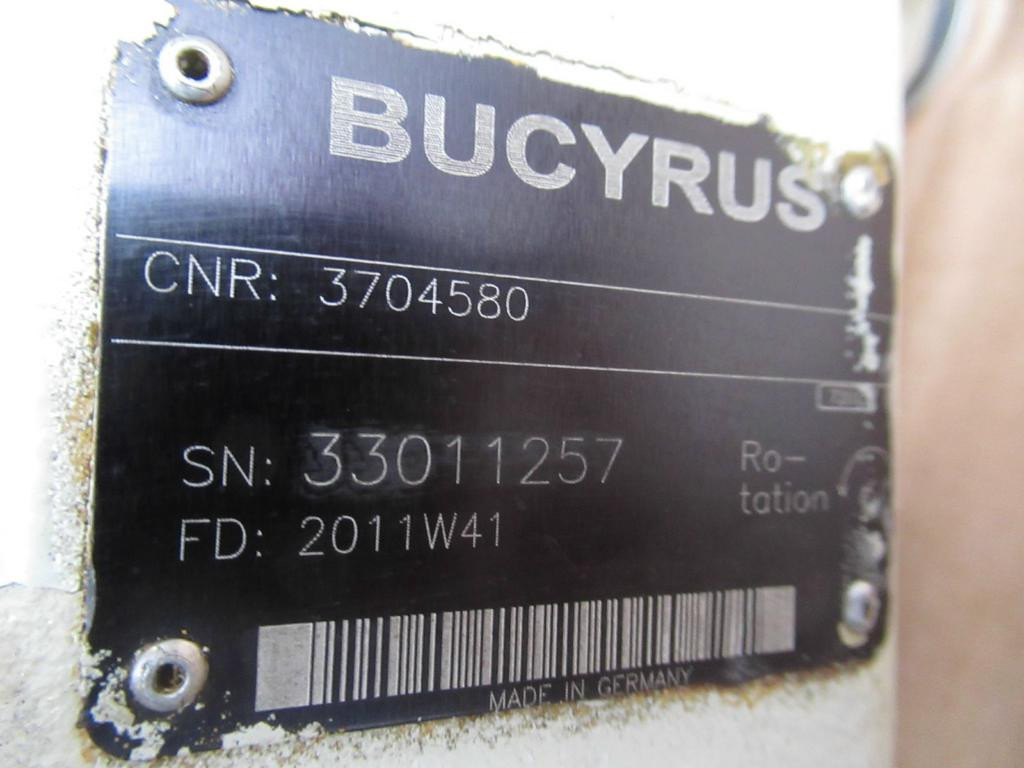 BUCYRUS
CNR: 3704580
SN: 33011257
Ro-
tation
FD: 2011W41
MADE IN GERMANY